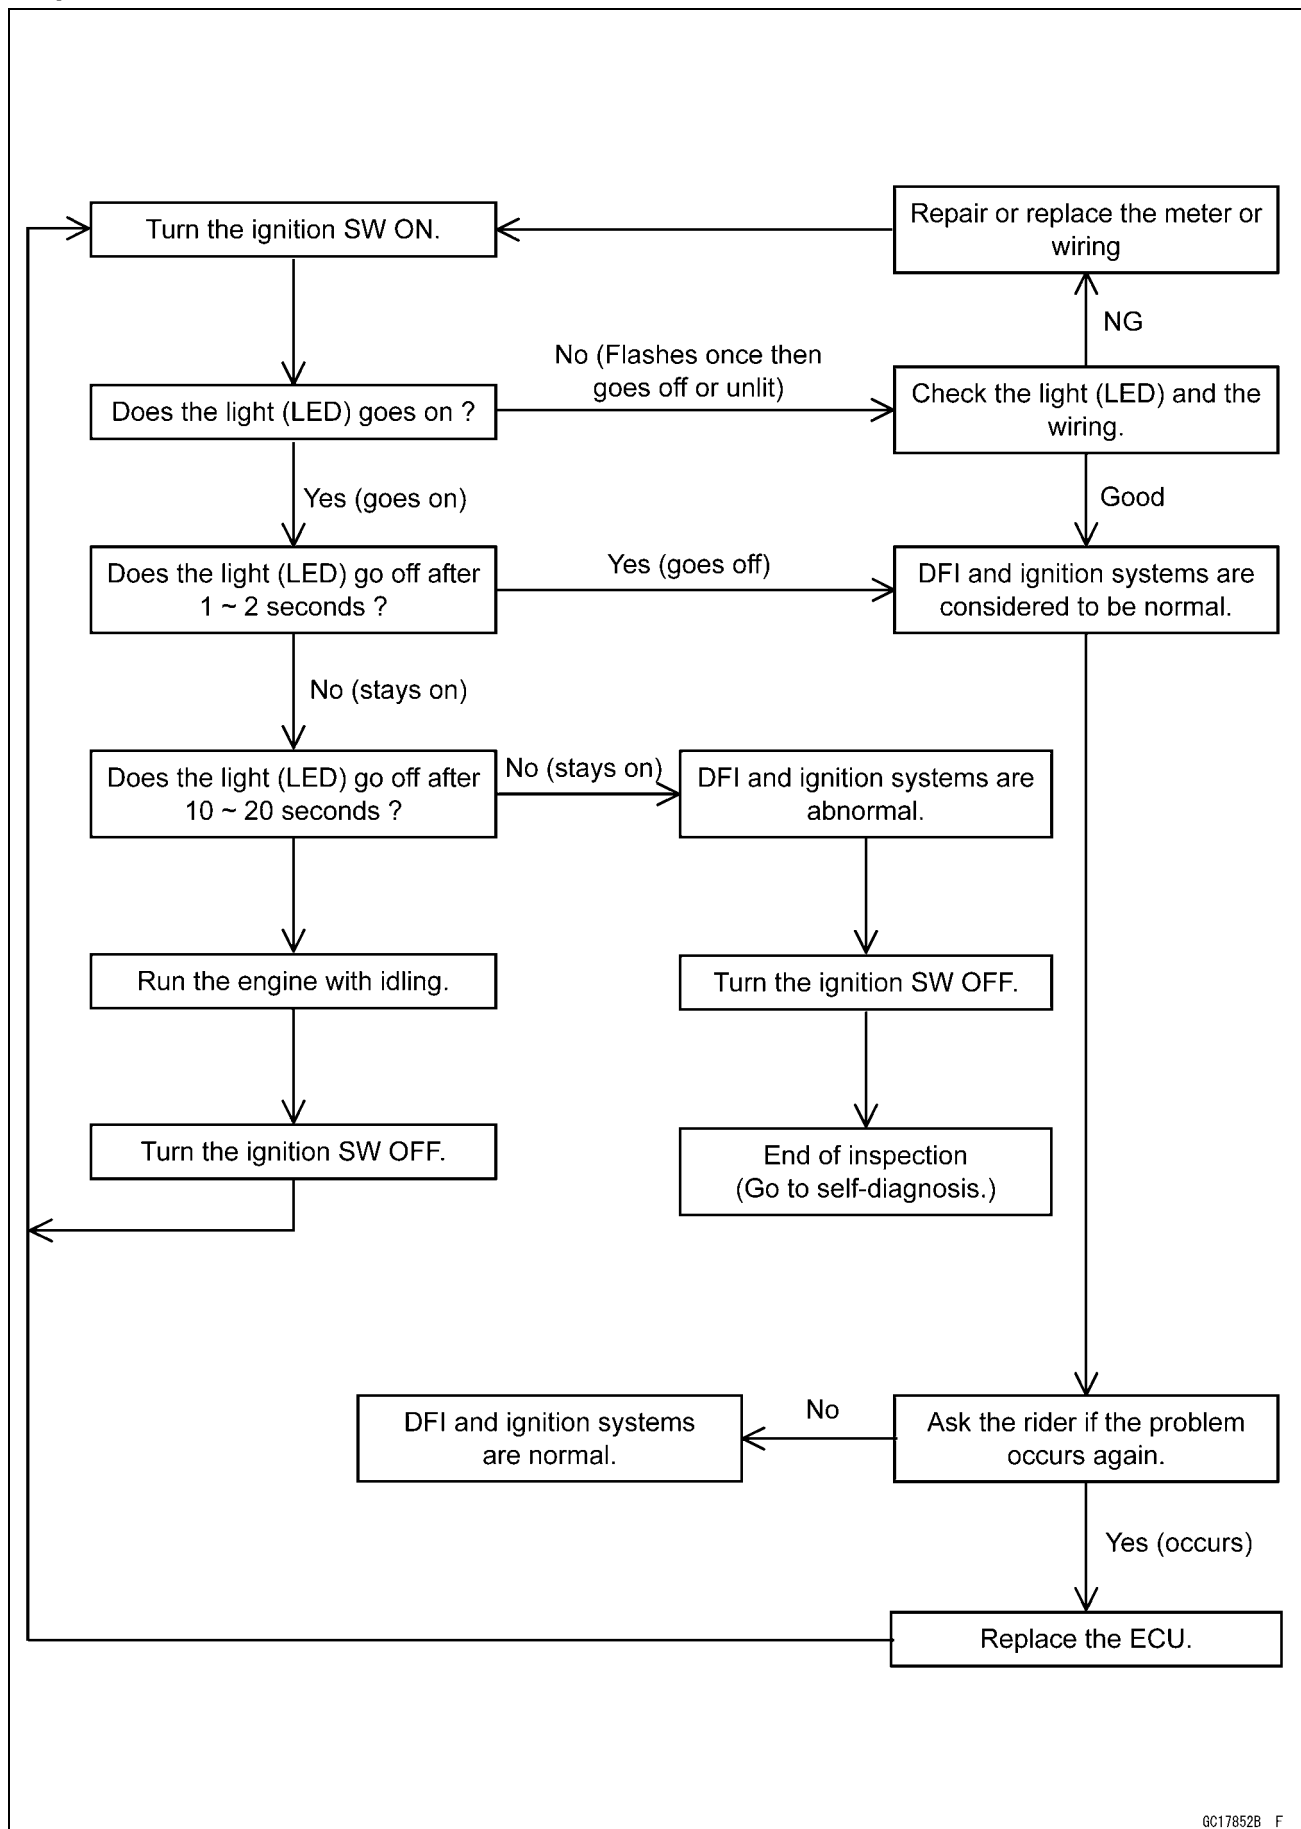 Turn the ignition SW ON.
Repair or replace the meter or
wiring
NG
No (Flashes once then
goes off or unlit)
Does the light (LED) goes on ?
Check the light (LED) and the
wiring.
Yes (goes on)
Good
Does the light (LED) go off after
1 ~ 2 seconds ?
Yes (goes off)
DFI and ignition systems are
considered to be normal.
No (stays on)
Does the light (LED) go off after
10 ~ 20 seconds ?
No (stays on)
DFI and ignition systems are
abnormal.
Run the engine with idling.
Turn the ignition SW OFF.
Turn the ignition SW OFF.
End of inspection
(Go to self-diagnosis.)
DFI and ignition systems
are normal.
No
Ask the rider if the problem
occurs again.
Yes (occurs)
Replace the ECU.
GC17852B F